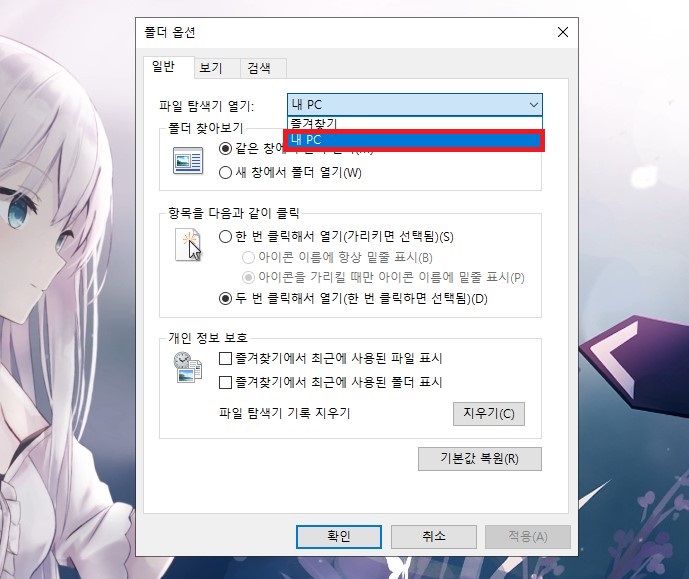 폴더 옵션
일반 보기 검색
파일 탐색기 열기: 내 PC
즐겨찾기
폴더 찾아보기
내 PC
같은 창에
새 창에서 폴더 열기(W)
항목을 다음과 같이 클릭
한 번 클릭해서 열기(가리키면 선택됨)(S)
아이콘 이름에 항상 밑줄 표시(B)
아이콘을 가리킬 때만 아이콘 이름에 밑줄 표시(P)
두 번 클릭해서 열기(한 번 클릭하면 선택됨)(D)
개인 정보 보호
즐겨찾기에서 최근에 사용된 파일 표시
즐겨찾기에서 최근에 사용된 폴더 표시
파일 탐색기 기록 지우기 지우기(C)
기본값 복원(R)
확인 취소 적용(A)